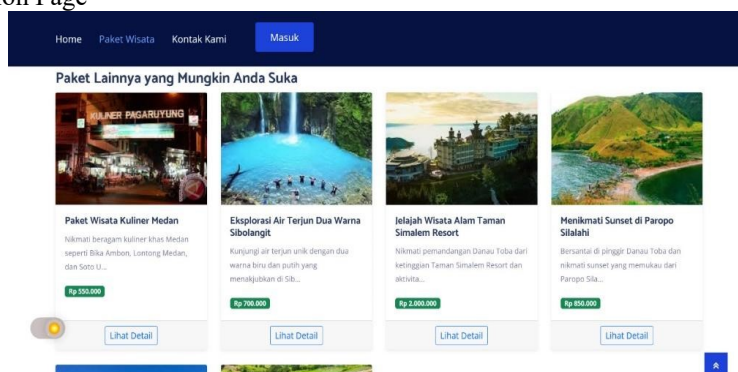 ion Page
Home Paket Wisata Kontak Kami Masuk
Paket Lainnya yang Mungkin Anda Suka
KULINER PAGARUYUNG
Paket Wisata Kuliner Medan
Nikmati beragam kuliner khas Medan
seperti Bika Ambon, Lontong Medan,
dan Soto U...
Rp 550.000
Lihat Detail
Eksplorasi Air Terjun Dua Warna
Sibolangit
Kunjungi air terjun unik dengan dua
warna biru dan putih yang
menakjubkan di Sib...
Rp 700.000
Lihat Detail
Jelajah Wisata Alam Taman
Simalem Resort
Nikmati pemandangan Danau Toba dari
ketinggian Taman Simalem Resort dan
aktivita...
Rp 2.000.000
Lihat Detail
Menikmati Sunset di Paropo
Silalahi
Bersantai di pinggir Danau Toba dan
nikmati sunset yang memukau dari
Paropo Sila...
Rp 850.000
Lihat Detail